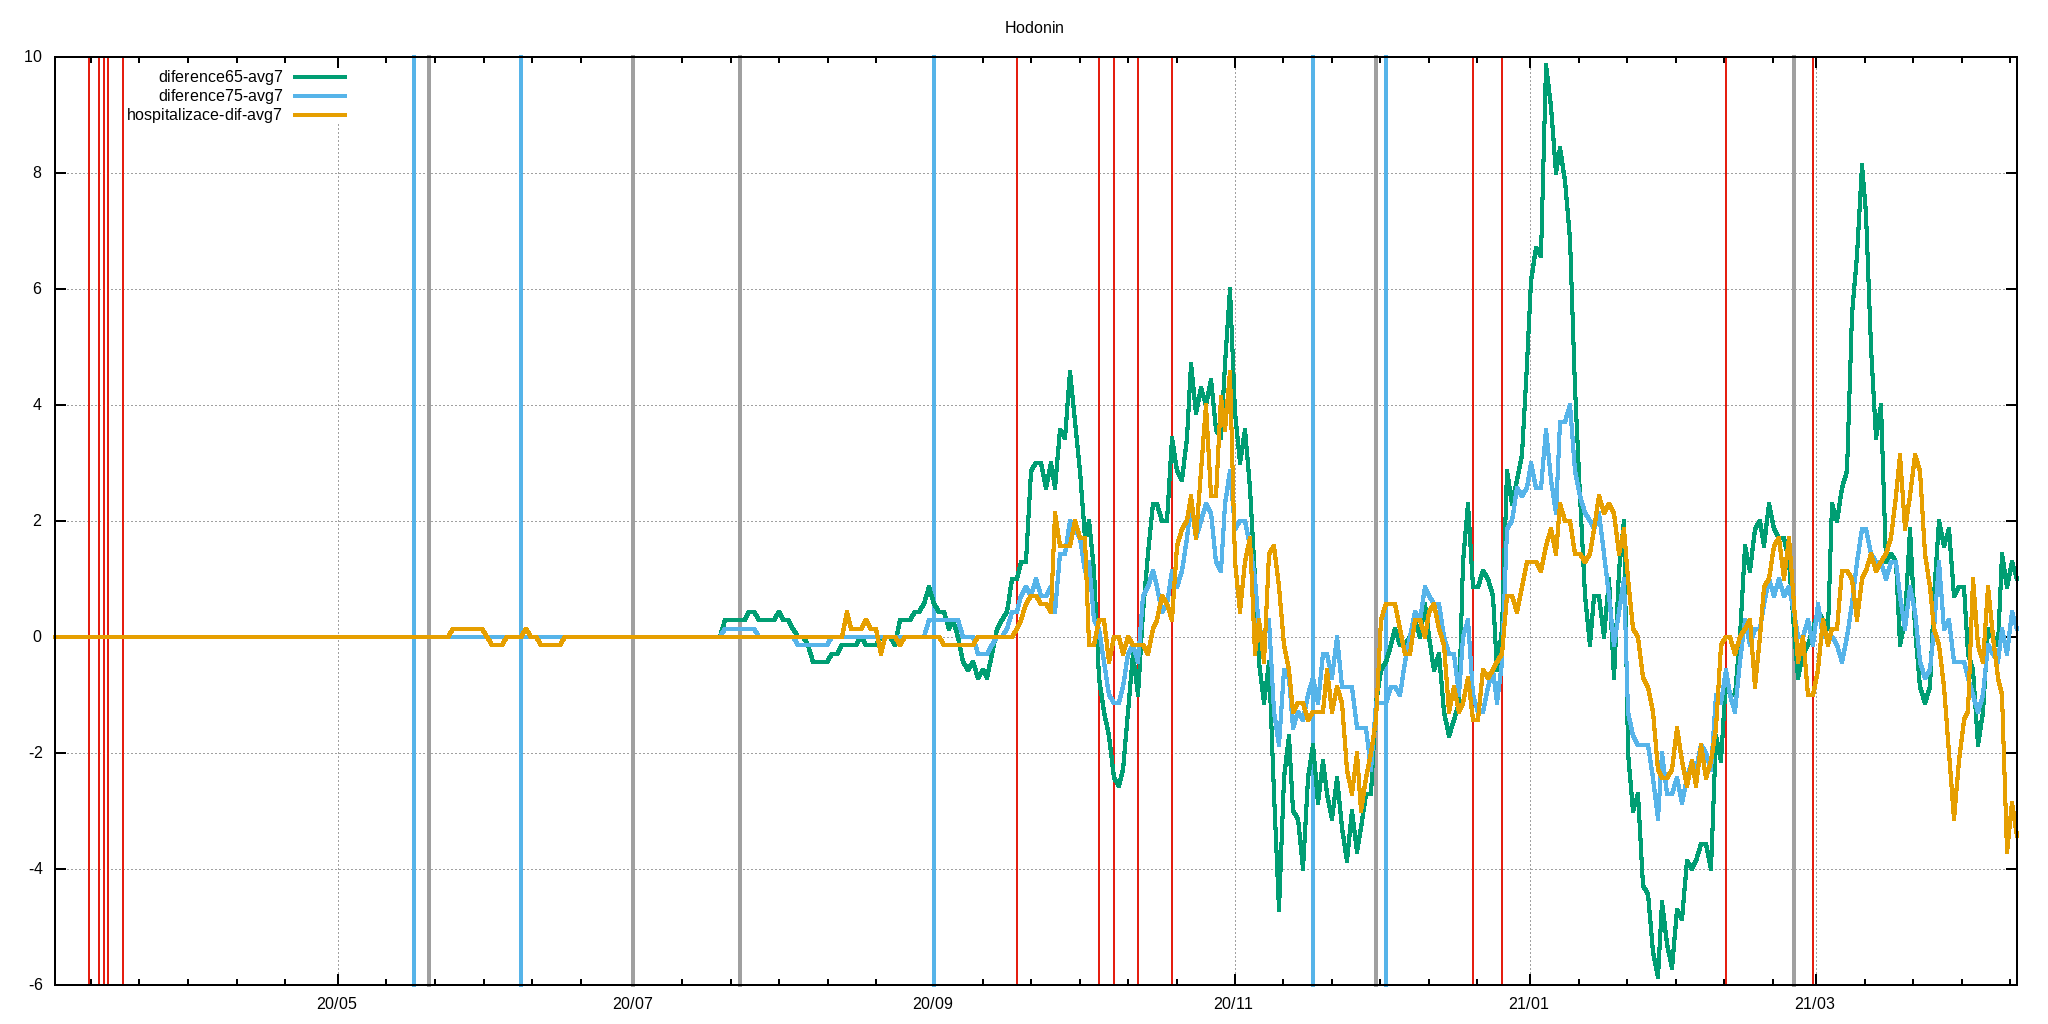 Hodonin
10
diference65-avg7
diference75-avg7
hospitalizace-dif-avg7
8
6
4
2
0
-2
-4
-6
20/05 20/07 20/09 20/11 21/01 21/03